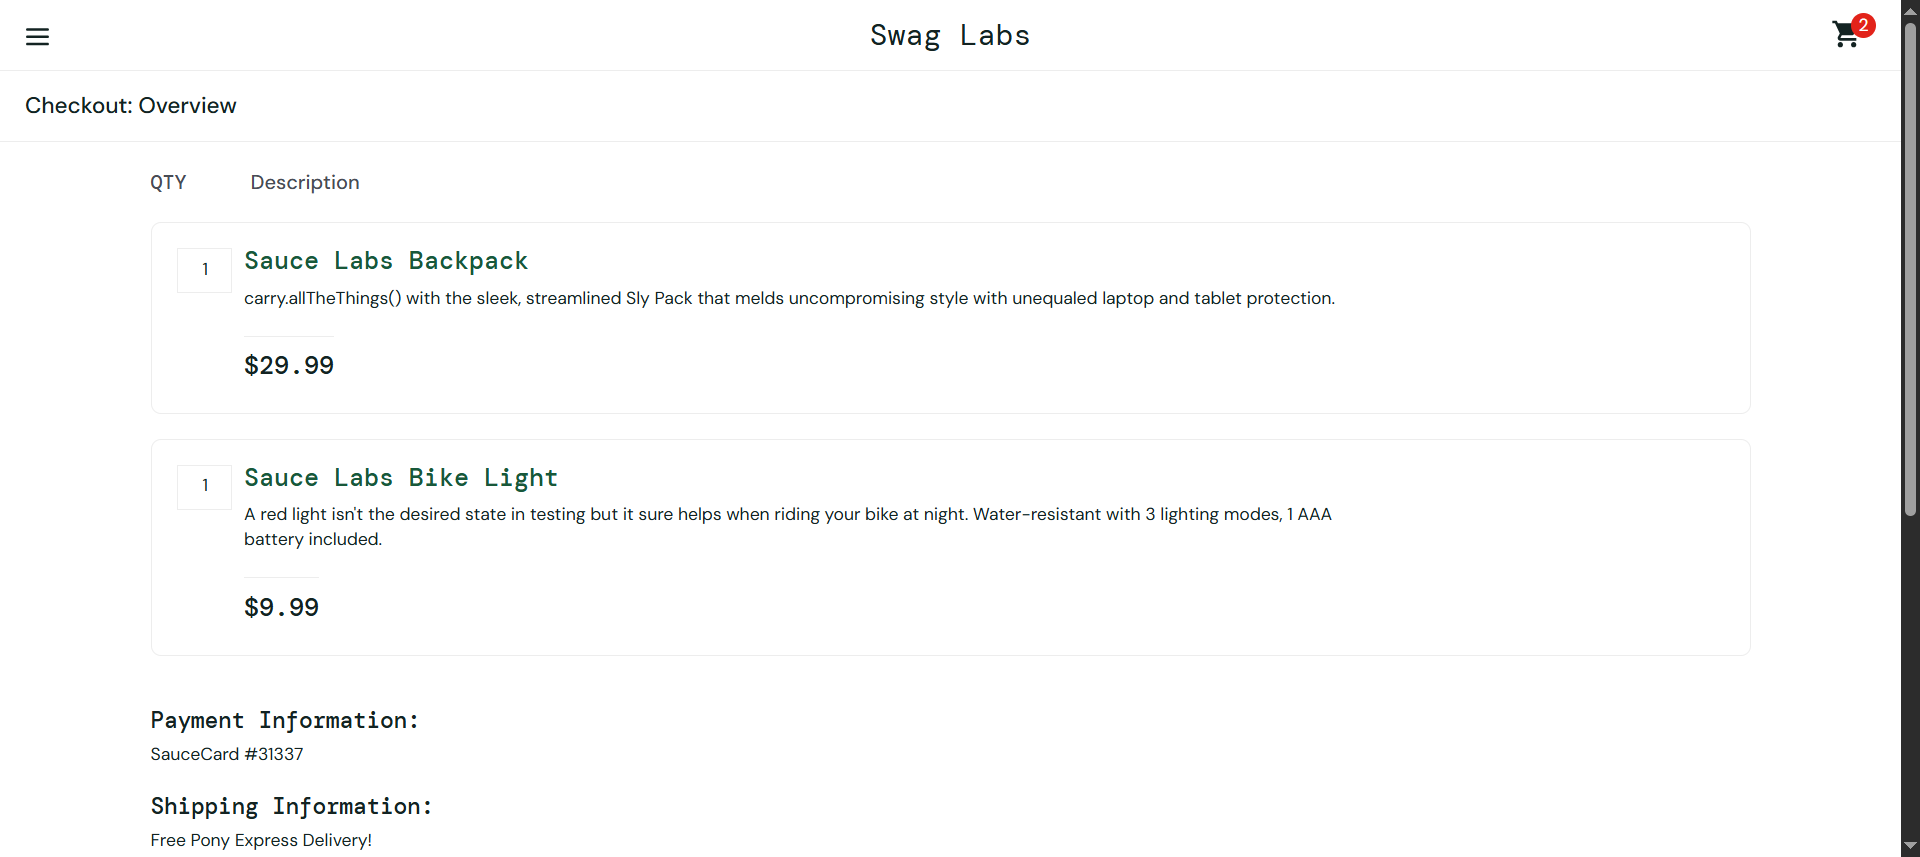 Swag Labs
2
Checkout: Overview
QTY Description
1
Sauce Labs Backpack
carry.allTheThings() with the sleek, streamlined Sly Pack that melds uncompromising style with unequaled laptop and tablet protection.
$29.99
1
Sauce Labs Bike Light
A red light isn't the desired state in testing but it sure helps when riding your bike at night. Water-resistant with 3 lighting modes, 1 AAA
battery included.
$9.99
Payment Information:
SauceCard #31337
Shipping Information:
Free Pony Express Delivery!